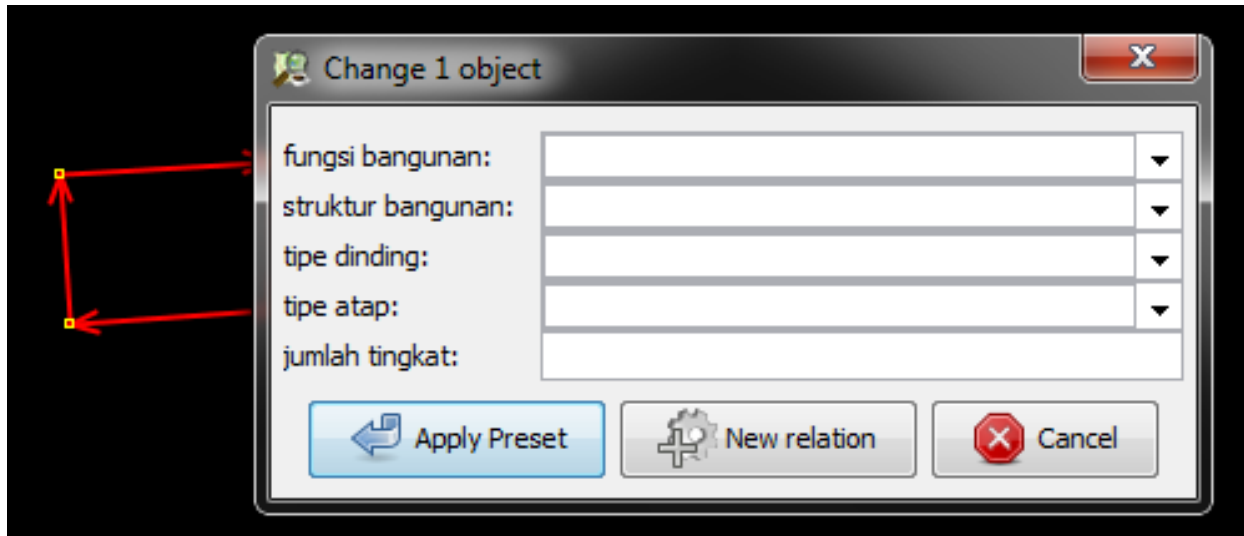 Change 1 object
fungsi bangunan:
struktur bangunan:
tipe dinding:
tipe atap:
jumlah tingkat:
Apply Preset New relation Cancel